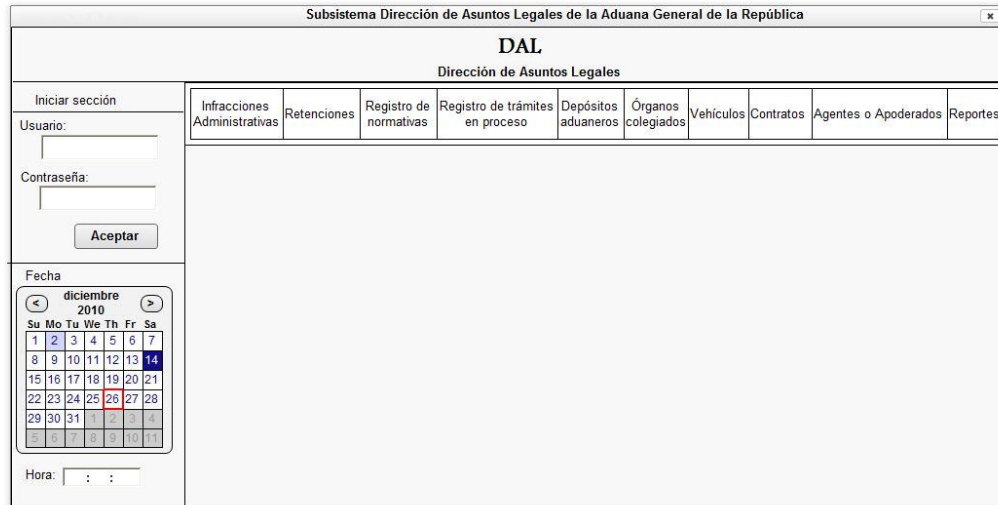 Subsistema Dirección de Asuntos Legales de la Aduana General de la República
DAL
Dirección de Asuntos Legales
Iniciar sección
Usuario:
Contraseña:
Aceptar
Infracciones Administrativas
Retenciones
Registro de normativas
Registro de trámites en proceso
Depósitos aduaneros
Órganos colegiados
Vehículos
Contratos
Agentes o Apoderados
Reportes
Fecha
< diciembre >
2010
Su Mo Tu We Th Fr Sa
1 2 3 4 5 6 7
8 9 10 11 12 13 14
15 16 17 18 19 20 21
22 23 24 25 26 27 28
29 30 31 1 2 3 4
5 6 7 8 9 10 11
Hora: : :